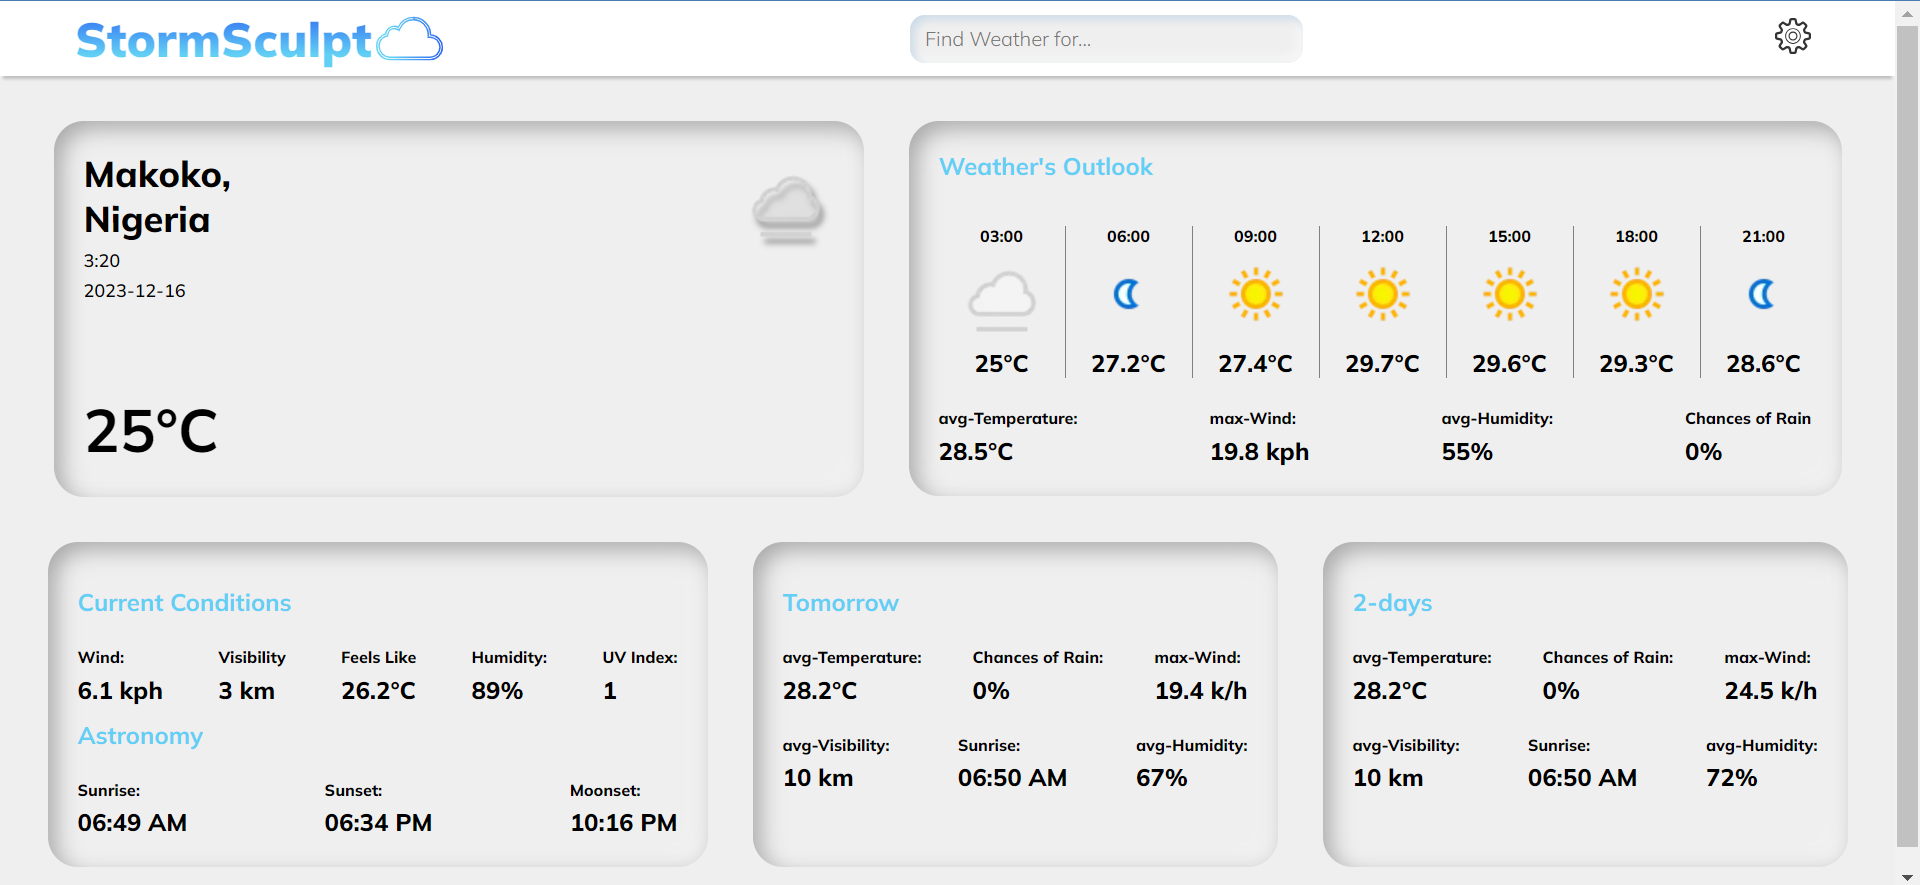 StormSculpt
Find Weather for...
Makoko,
Nigeria
3:20
2023-12-16
25°C
Weather's Outlook
03:00 06:00 09:00 12:00 15:00 18:00 21:00
25°C 27.2°C 27.4°C 29.7°C 29.6°C 29.3°C 28.6°C
avg-Temperature: max-Wind: avg-Humidity: Chances of Rain
28.5°C 19.8 kph 55% 0%
Current Conditions
Wind: Visibility Feels Like Humidity: UV Index:
6.1 kph 3 km 26.2°C 89% 1
Astronomy
Sunrise: Sunset: Moonset:
06:49 AM 06:34 PM 10:16 PM
Tomorrow
avg-Temperature: Chances of Rain: max-Wind:
28.2°C 0% 19.4 k/h
avg-Visibility: Sunrise: avg-Humidity:
10 km 06:50 AM 67%
2-days
avg-Temperature: Chances of Rain: max-Wind:
28.2°C 0% 24.5 k/h
avg-Visibility: Sunrise: avg-Humidity:
10 km 06:50 AM 72%